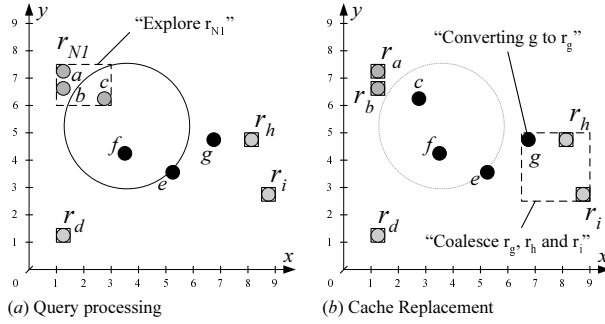 y
"Explore r_N1"
r_N1
a
b
c
f
e
g
r_h
r_i
r_d
x
9
8
7
6
5
4
3
2
1
0
1 2 3 4 5 6 7 8 9
(a) Query processing
y
"Converting g to r_g"
r_a
r_b
c
f
e
g
r_h
r_i
r_d
"Coalesce r_g, r_h and r_i"
x
9
8
7
6
5
4
3
2
1
0
1 2 3 4 5 6 7 8 9
(b) Cache Replacement